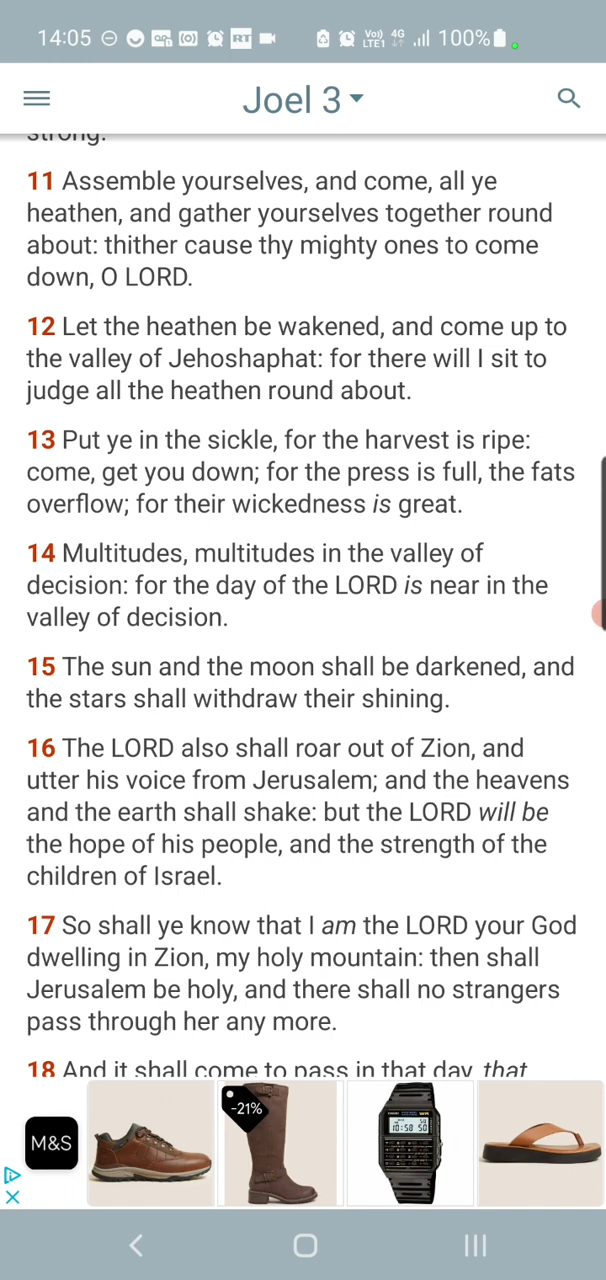 14:05 RT Vo) LTE1 4G 100%
Joel 3
strong.
11 Assemble yourselves, and come, all ye
heathen, and gather yourselves together round
about: thither cause thy mighty ones to come
down, O LORD.
12 Let the heathen be wakened, and come up to
the valley of Jehoshaphat: for there will I sit to
judge all the heathen round about.
13 Put ye in the sickle, for the harvest is ripe:
come, get you down; for the press is full, the fats
overflow; for their wickedness is great.
14 Multitudes, multitudes in the valley of
decision: for the day of the LORD is near in the
valley of decision.
15 The sun and the moon shall be darkened, and
the stars shall withdraw their shining.
16 The LORD also shall roar out of Zion, and
utter his voice from Jerusalem; and the heavens
and the earth shall shake: but the LORD will be
the hope of his people, and the strength of the
children of Israel.
17 So shall ye know that I am the LORD your God
dwelling in Zion, my holy mountain: then shall
Jerusalem be holy, and there shall no strangers
pass through her any more.
18 And it shall come to pass in that day, that
M&S
-21%
CASIO
WR
10:58 50